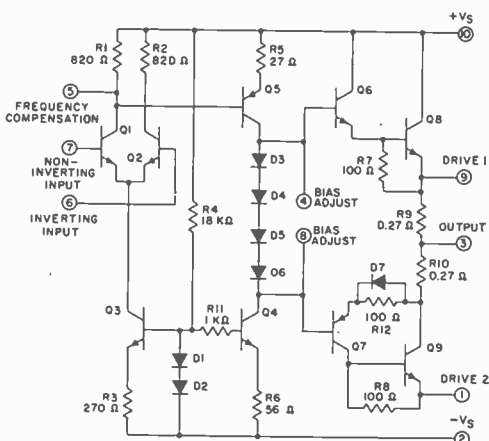 +Vs
10
R1
820 Ω
R2
82D Ω
R5
27 Ω
5
FREQUENCY
COMPENSATION
Q5
Q6
Q8
Q1
7
NON-
INVERTING
INPUT
Q2
D3
R7
100 Ω
9
DRIVE 1
6
INVERTING
INPUT
R4
18 KΩ
D4
4
BIAS
ADJUST
8
BIAS
ADJUST
R9
0.27 Ω
OUTPUT
3
D5
R10
0.27 Ω
D6
D7
Q3
R11
1 KΩ
Q4
100 Ω
R12
Q7
Q9
D1
D2
R3
270 Ω
R6
56 Ω
R8
100 Ω
DRIVE 2
1
-Vs
2